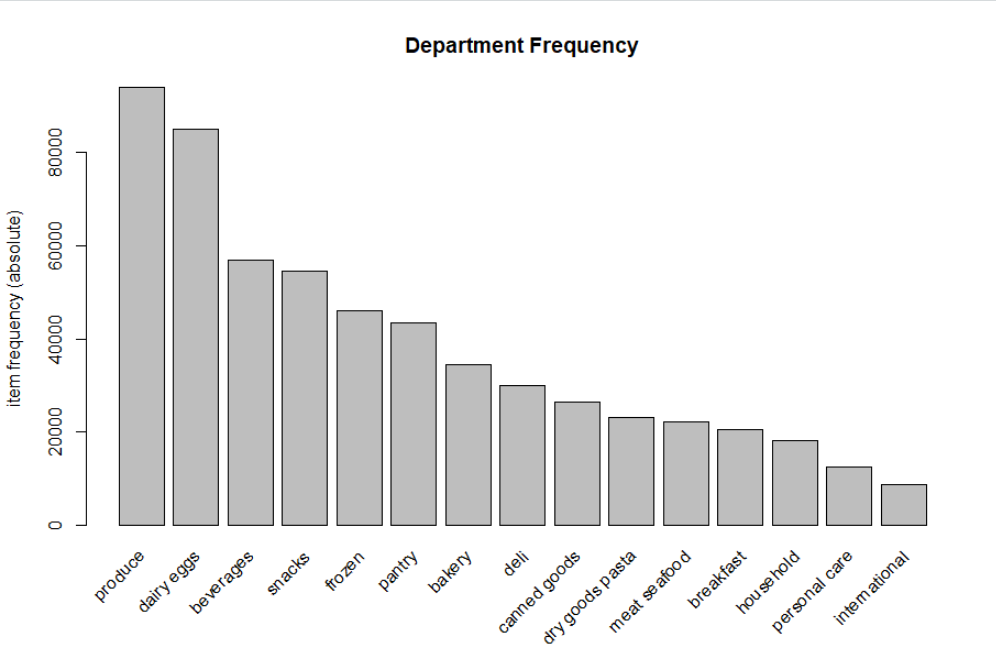 Department Frequency
item frequency (absolute)
80000
60000
40000
20000
0
produce
dairy eggs
beverages
snacks
frozen
pantry
bakery
deli
canned goods
dry goods pasta
meat seafood
breakfast
household
personal care
international